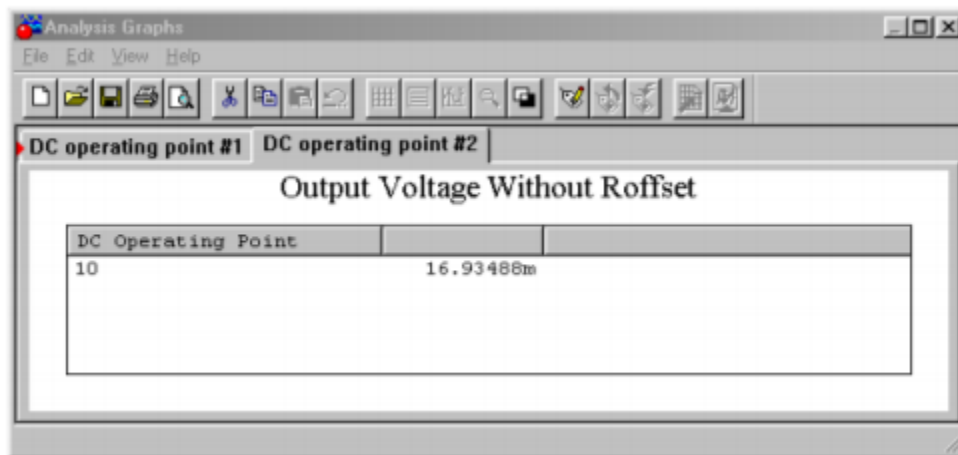 Analysis Graphs
File Edit View Help
DC operating point #1 DC operating point #2
Output Voltage Without Roffset
DC Operating Point
10 16.93488m